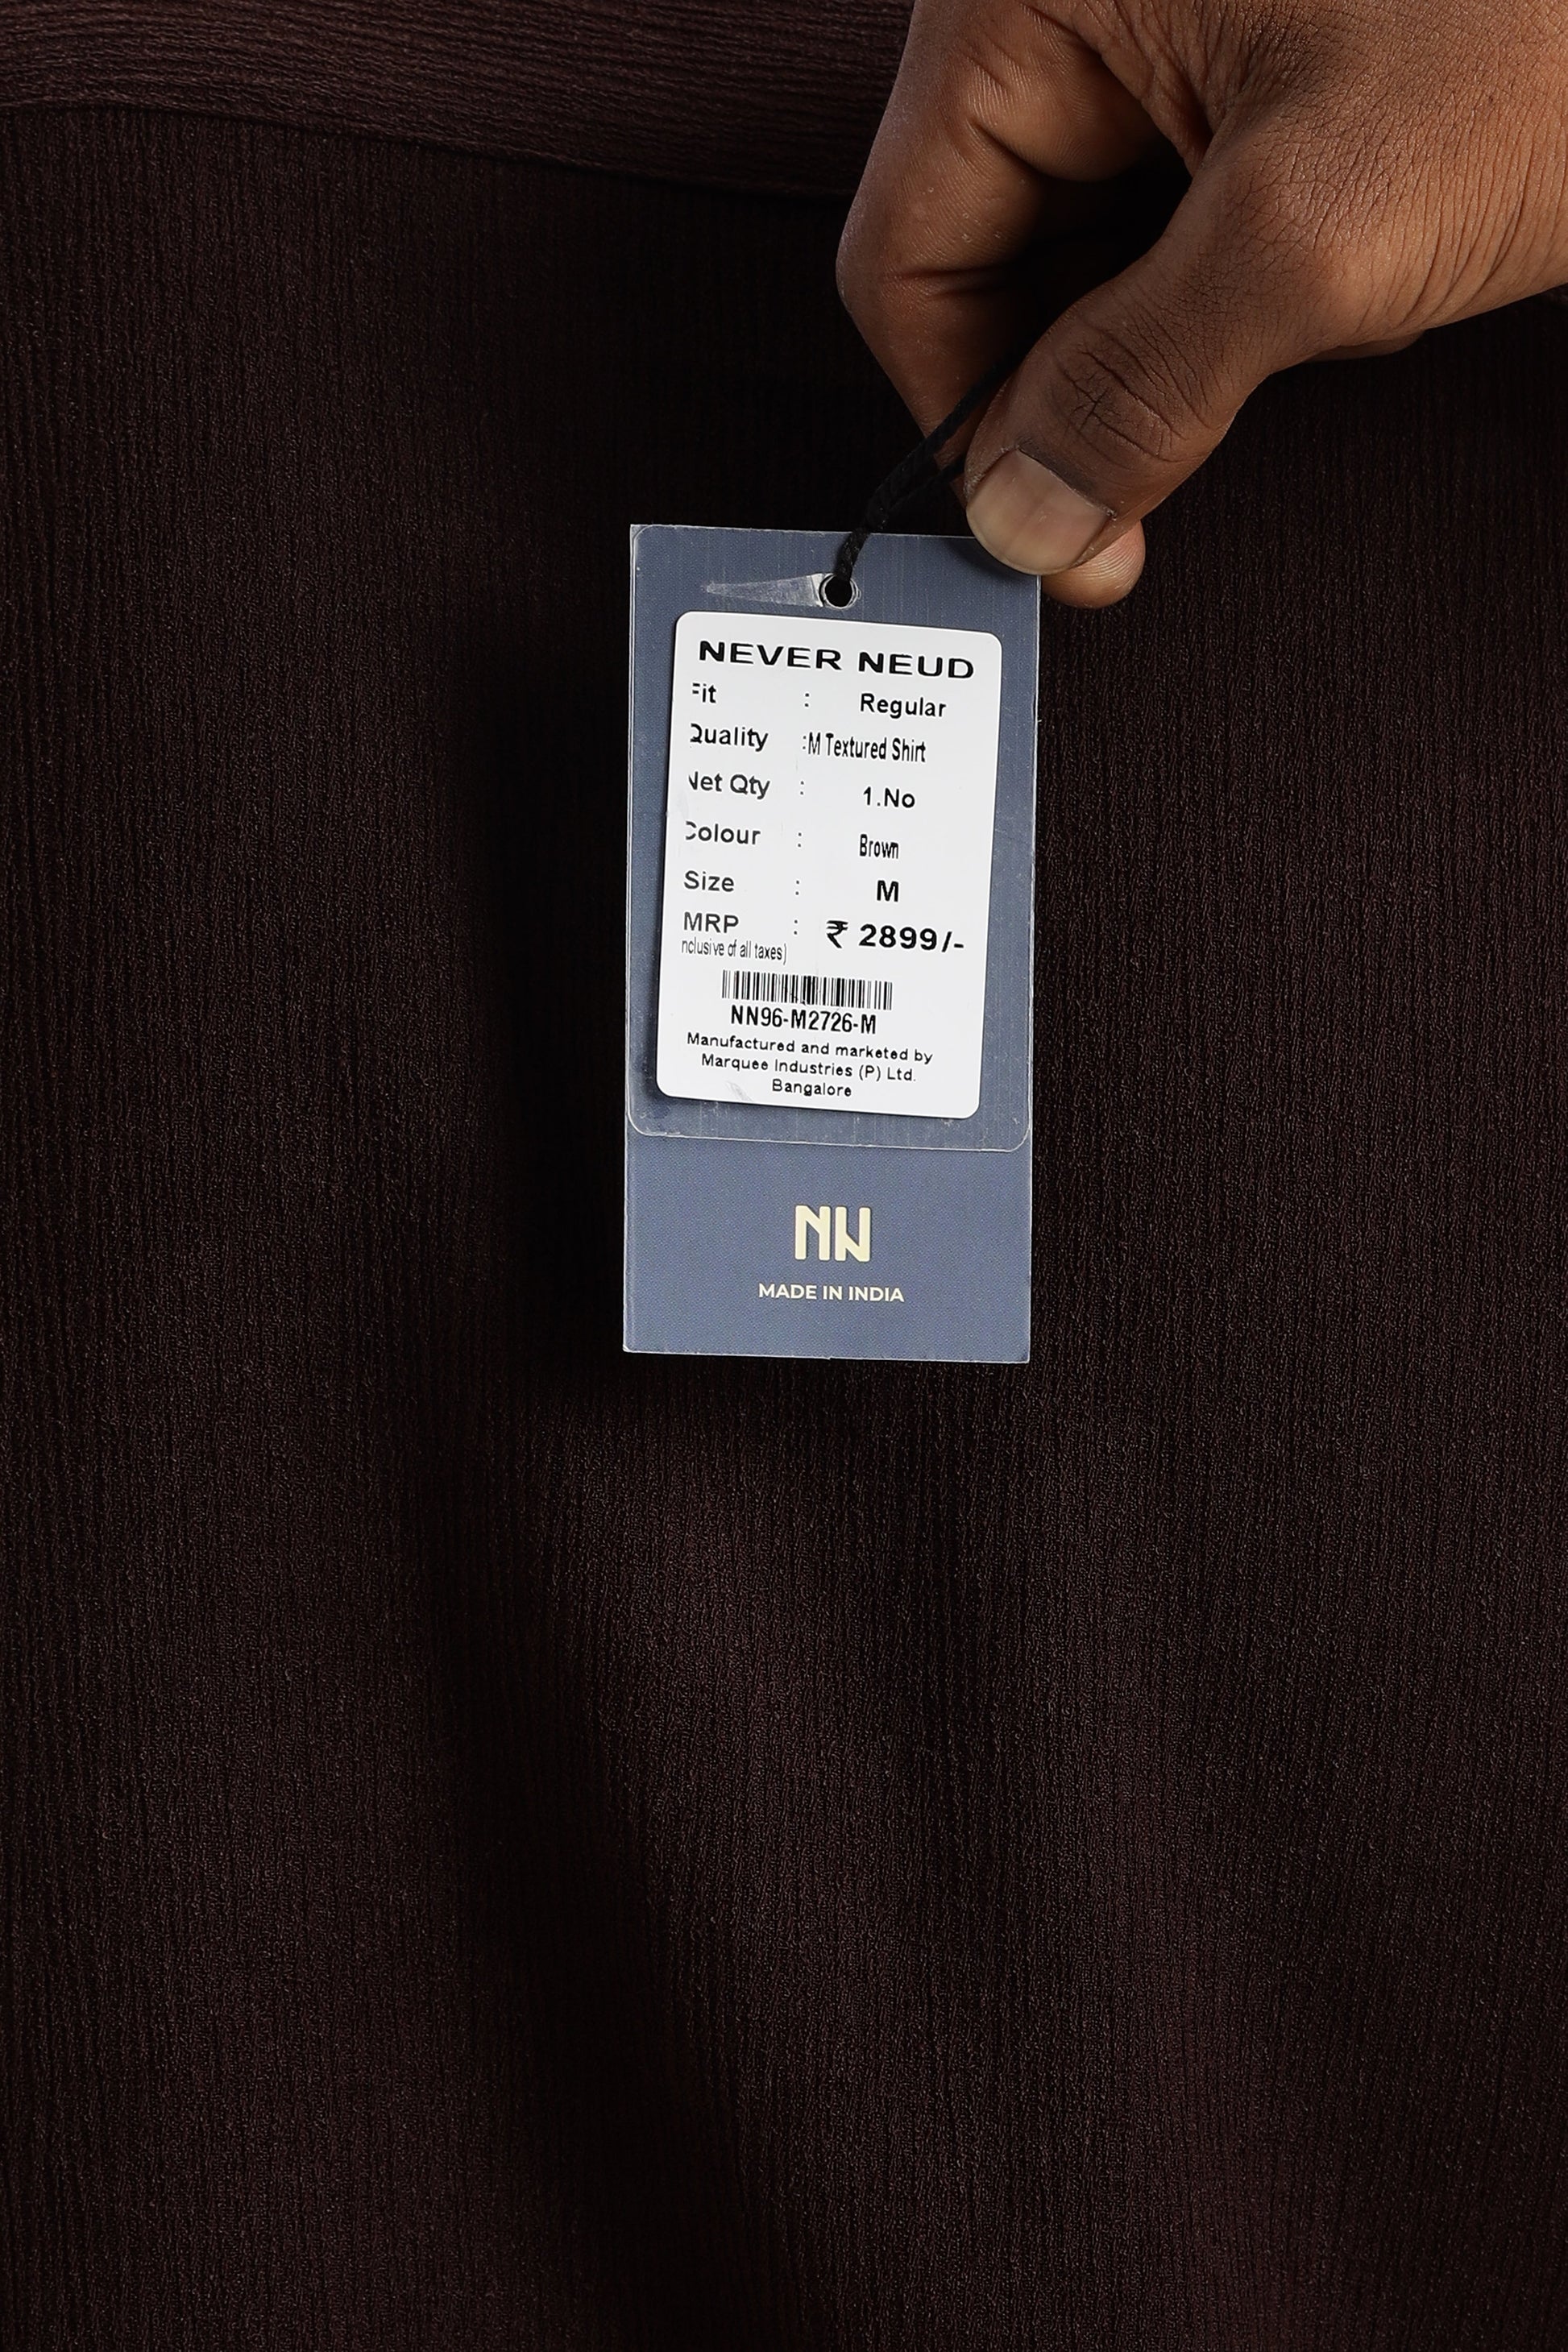 NEVER NEUD
Fit : Regular
Quality :M Textured Shirt
Net Qty : 1.No
Colour : Brown
Size : M
MRP : ₹ 2899/-
nclusive of all taxes)
NN96-M2726-M
Manufactured and marketed by
Marquee Industries (P) Ltd.
Bangalore
NN
MADE IN INDIA